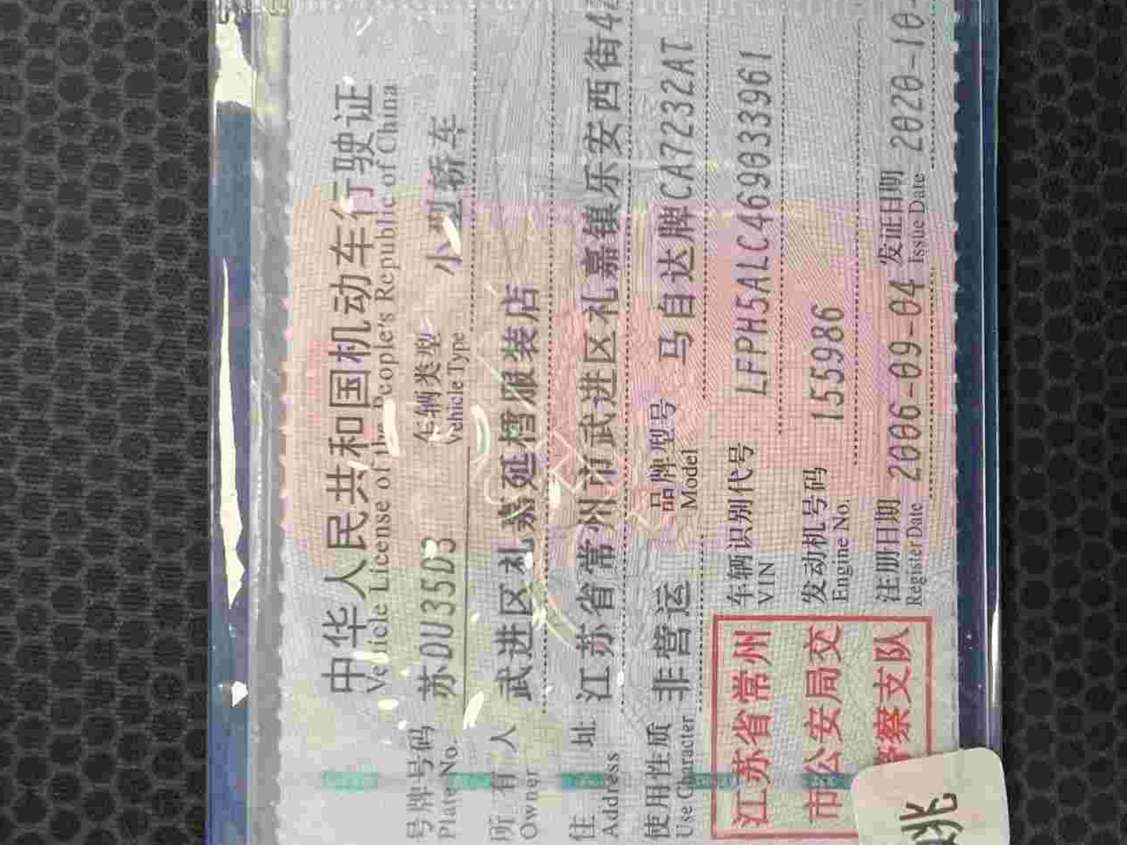 中华人民共和国机动车行驶证
Vehicle License of the People's Republic of China
号牌号码 苏DU35D3 车辆类型 小型轿车
Plate No. Vehicle Type
所有人 武进区礼嘉延樰服装店
Owner
住址 江苏省常州市武进区礼嘉镇乐安西街
Address
使用性质 非营运 品牌型号 马自达牌CA7232AT
Use Character Model
江苏省常州
市公安局交
警察支队
车辆识别代号 LFPH5ALC469033961
VIN
发动机号码 155986
Engine No.
注册日期 2006-09-04 发证日期 2020-10-
Register Date Issue Date